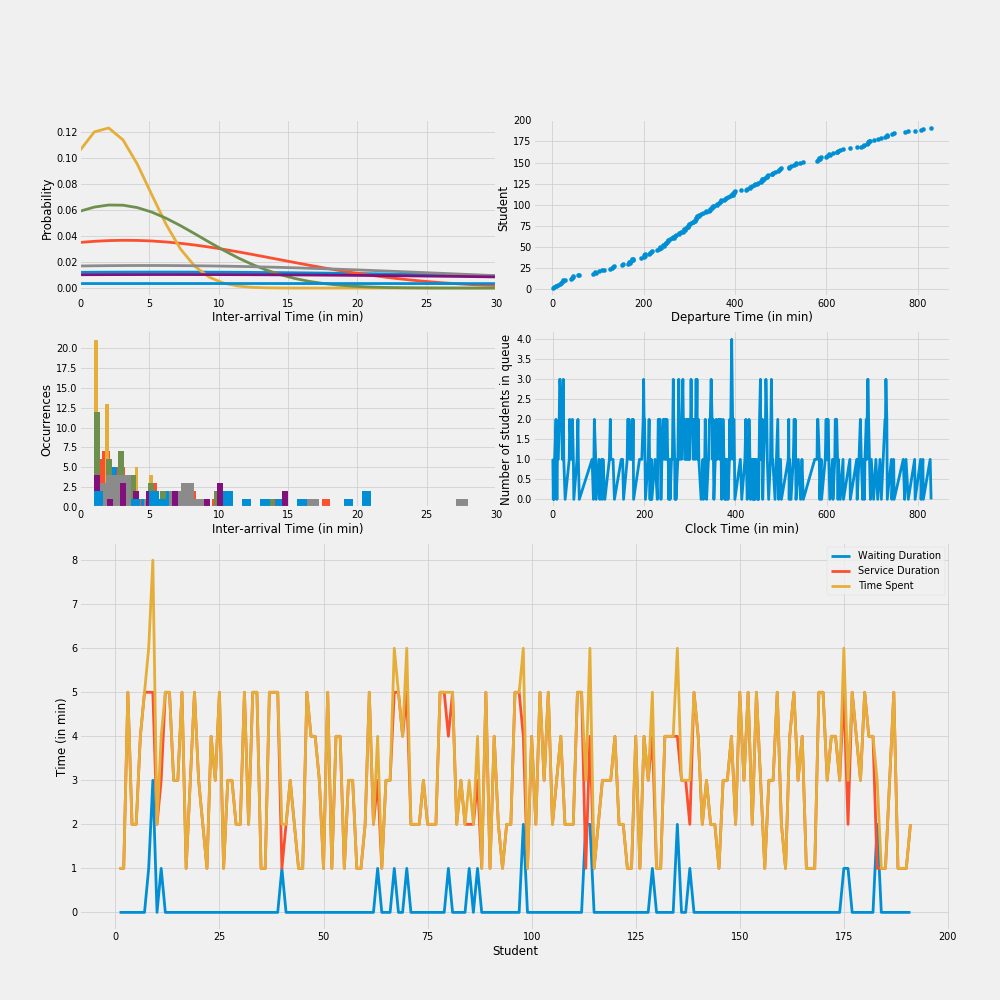 0.12
0.10
0.08
0.06
0.04
0.02
0.00
Probability
0 5 10 15 20 25 30
Inter-arrival Time (in min)
200
175
150
125
100
75
50
25
0
Student
0 200 400 600 800
Departure Time (in min)
20.0
17.5
15.0
12.5
10.0
7.5
5.0
2.5
0.0
Occurrences
0 5 10 15 20 25 30
Inter-arrival Time (in min)
4.0
3.5
3.0
2.5
2.0
1.5
1.0
0.5
0.0
Number of students in queue
0 200 400 600 800
Clock Time (in min)
8
7
6
5
4
3
2
1
0
Time (in min)
Waiting Duration
Service Duration
Time Spent
0 25 50 75 100 125 150 175 200
Student